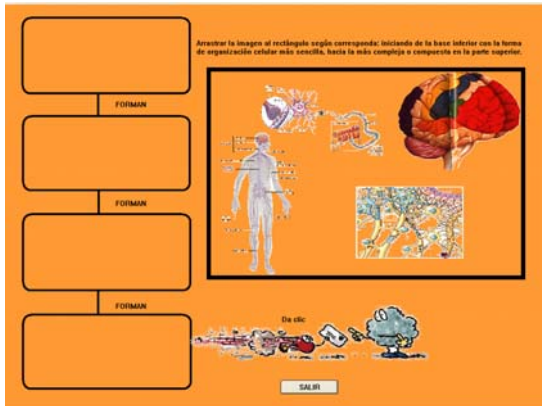 Arrastrar la imagen al rectángulo según corresponda: iniciando de la base inferior con la forma
de organización celular más sencilla, hacia la más compleja o compuesta en la parte superior.
FORMAN
FORMAN
FORMAN
Da clic
SALIR